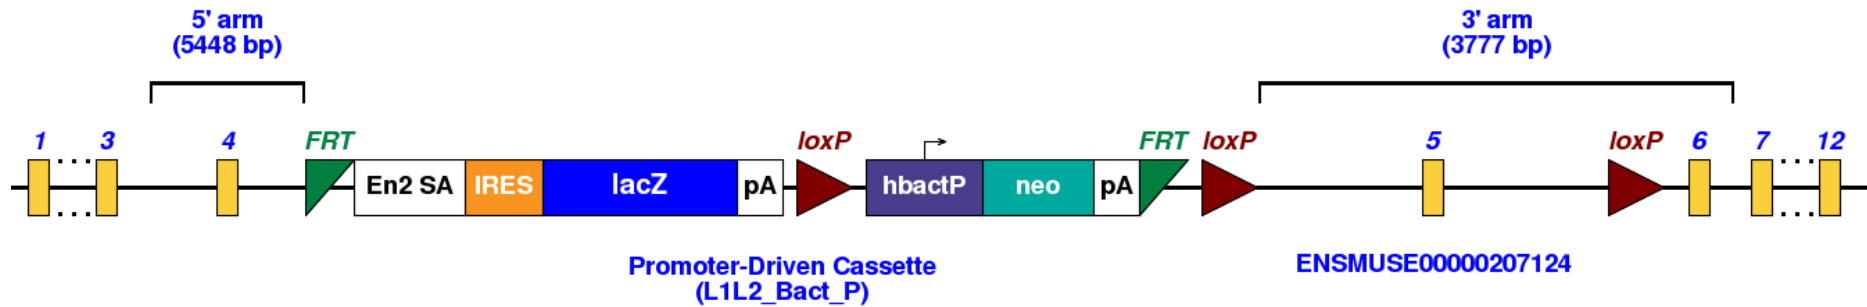 5' arm
(5448 bp)
3' arm
(3777 bp)
1 ... 3 4 FRT loxP FRT loxP 5 loxP 6 7 ... 12
En2 SA IRES lacZ pA hbactP neo pA
...
...
Promoter-Driven Cassette
(L1L2_Bact_P)
ENSMUSE00000207124